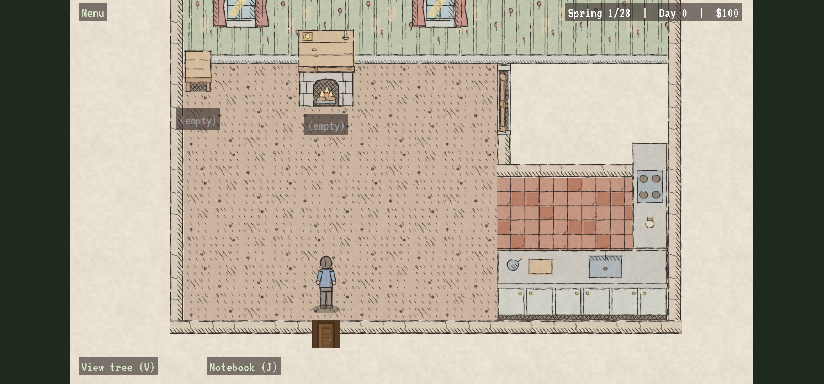 Menu
Spring 1/28 | Day 0 | $100
(empty)
(empty)
View tree (V)
Notebook (J)